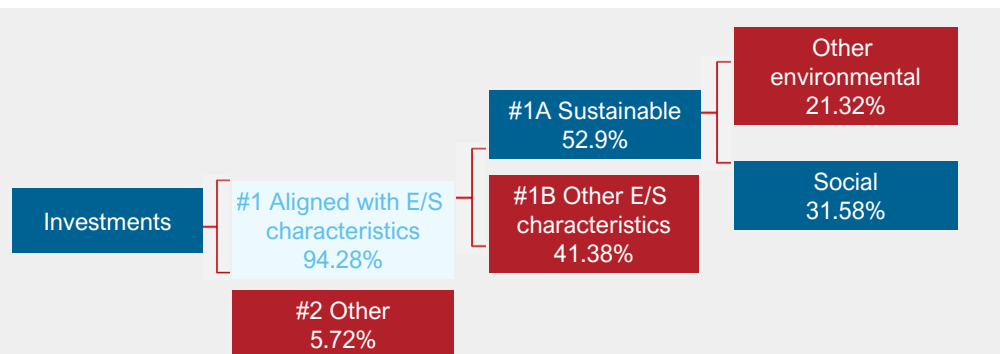 Investments
#1 Aligned with E/S
characteristics
94.28%
#2 Other
5.72%
#1A Sustainable
52.9%
#1B Other E/S
characteristics
41.38%
Other
environmental
21.32%
Social
31.58%